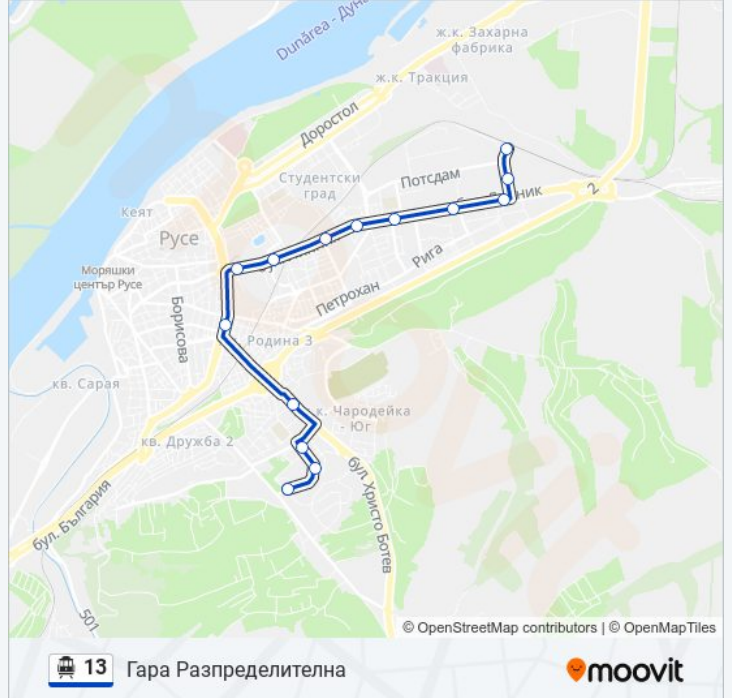 Dunărea - Дуна
ж.к. Захарна
фабрика
ж.к. Тракция
Доростол
Студентски
град
Потсдам
2
Кеят
Русе
Рига
Моряшки
център Русе
Петрохан
Борисова
Родина 3
кв. Сарая
к. Чародейка
- Юг
кв. Дружба 2
бул. Христо Ботев
бул. България
501
© OpenStreetMap contributors | © OpenMapTiles
13 Гара Разпределителна
moovit